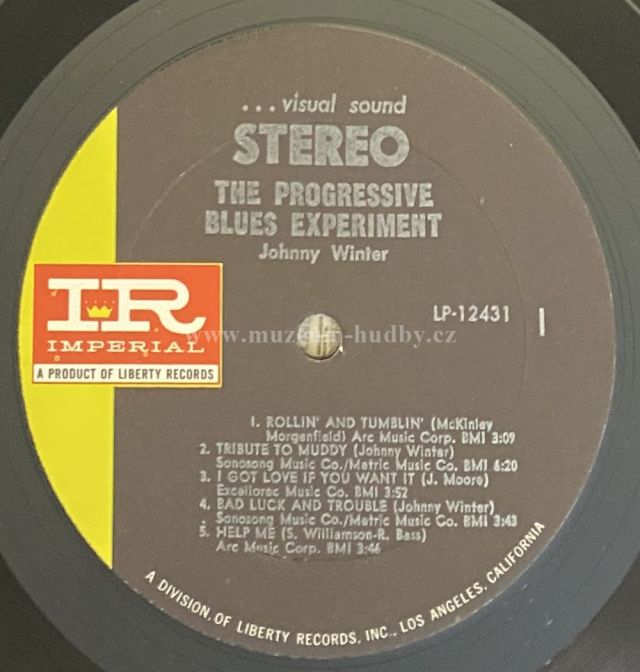 ...visual sound
STEREO
THE PROGRESSIVE
BLUES EXPERIMENT
Johnny Winter
IR
IMPERIAL
A PRODUCT OF LIBERTY RECORDS
LP-12431 1
www.muzeum-hudby.cz
1. ROLLIN' AND TUMBLIN' (McKinley
Morgenfield) Arc Music Corp. BMI 3:09
2. TRIBUTE TO MUDDY (Johnny Winter)
Sonosong Music Co./Metric Music Co. BMI 6:20
3. I GOT LOVE IF YOU WANT IT (J. Moore)
Excellorec Music Co. BMI 3:52
4. BAD LUCK AND TROUBLE (Johnny Winter)
Sonosong Music Co./Metric Music Co. BMI 3:43
5. HELP ME (S. Williamson-R. Bass)
Arc Music Corp. BMI 3:46
A DIVISION OF LIBERTY RECORDS, INC., LOS ANGELES, CALIFORNIA